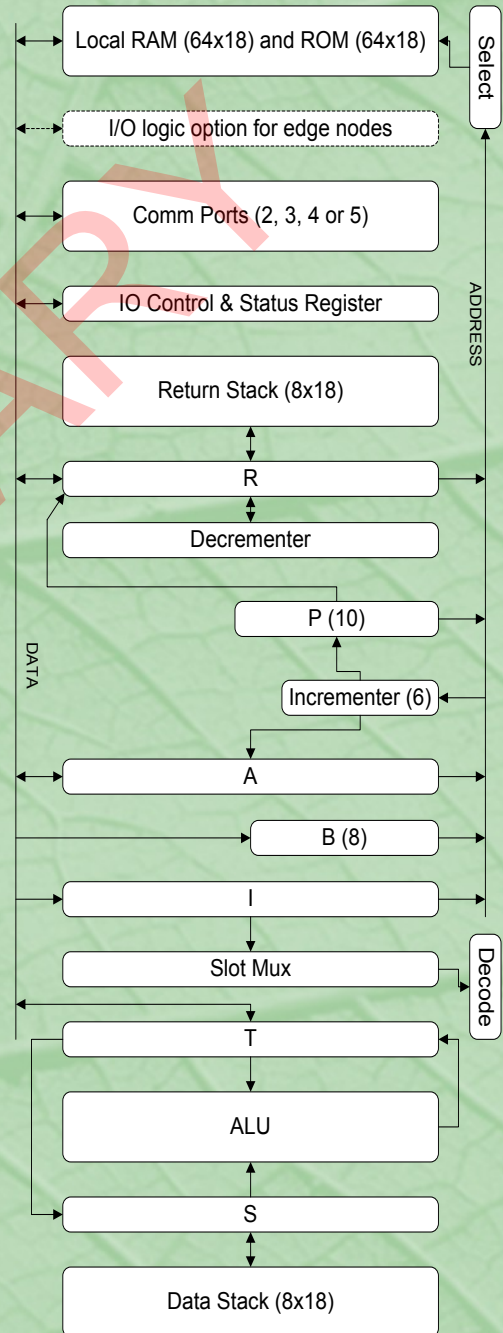 Local RAM (64x18) and ROM (64x18)
Select
I/O logic option for edge nodes
Comm Ports (2, 3, 4 or 5)
ADDRESS
IO Control & Status Register
Return Stack (8x18)
R
Decrementer
P (10)
DATA
Incrementer (6)
A
B (8)
I
Decode
Slot Mux
T
ALU
S
Data Stack (8x18)
ARY